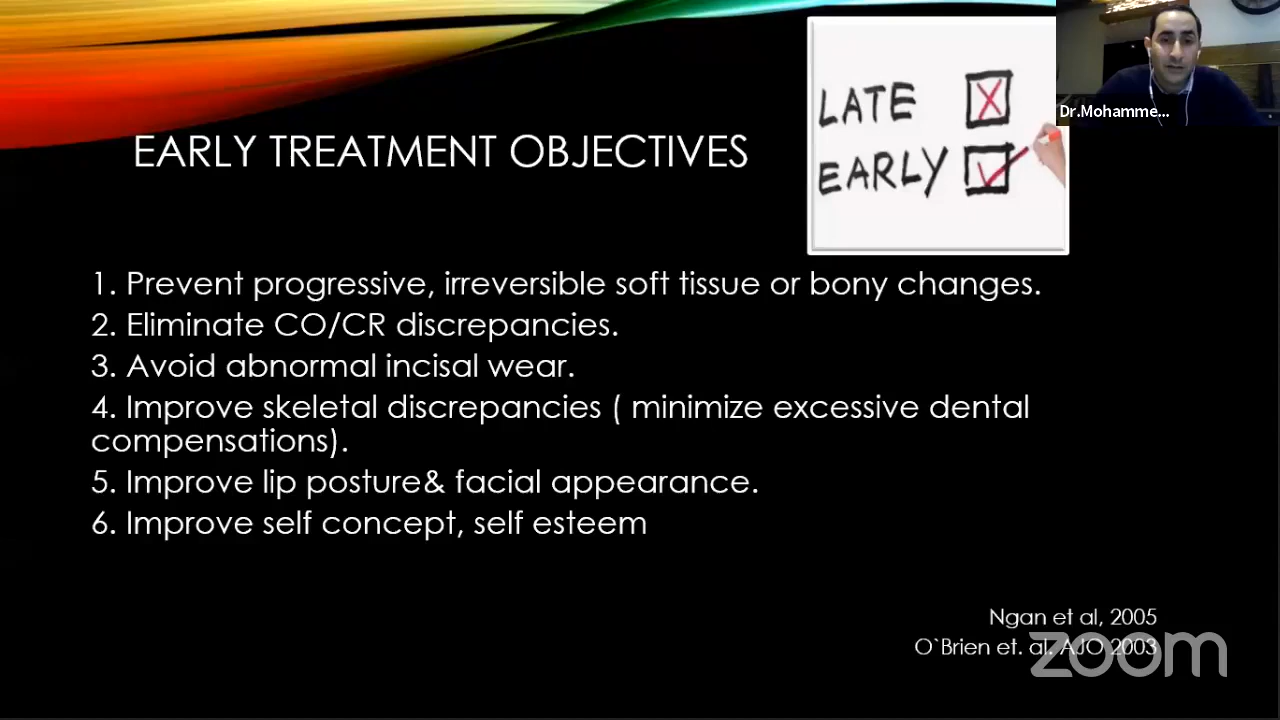 LATE
EARLY
Dr.Mohamme...
EARLY TREATMENT OBJECTIVES
1. Prevent progressive, irreversible soft tissue or bony changes.
2. Eliminate CO/CR discrepancies.
3. Avoid abnormal incisal wear.
4. Improve skeletal discrepancies ( minimize excessive dental
compensations).
5. Improve lip posture& facial appearance.
6. Improve self concept, self esteem
Ngan et al, 2005
O`Brien et. al. AJO 2003
zoom